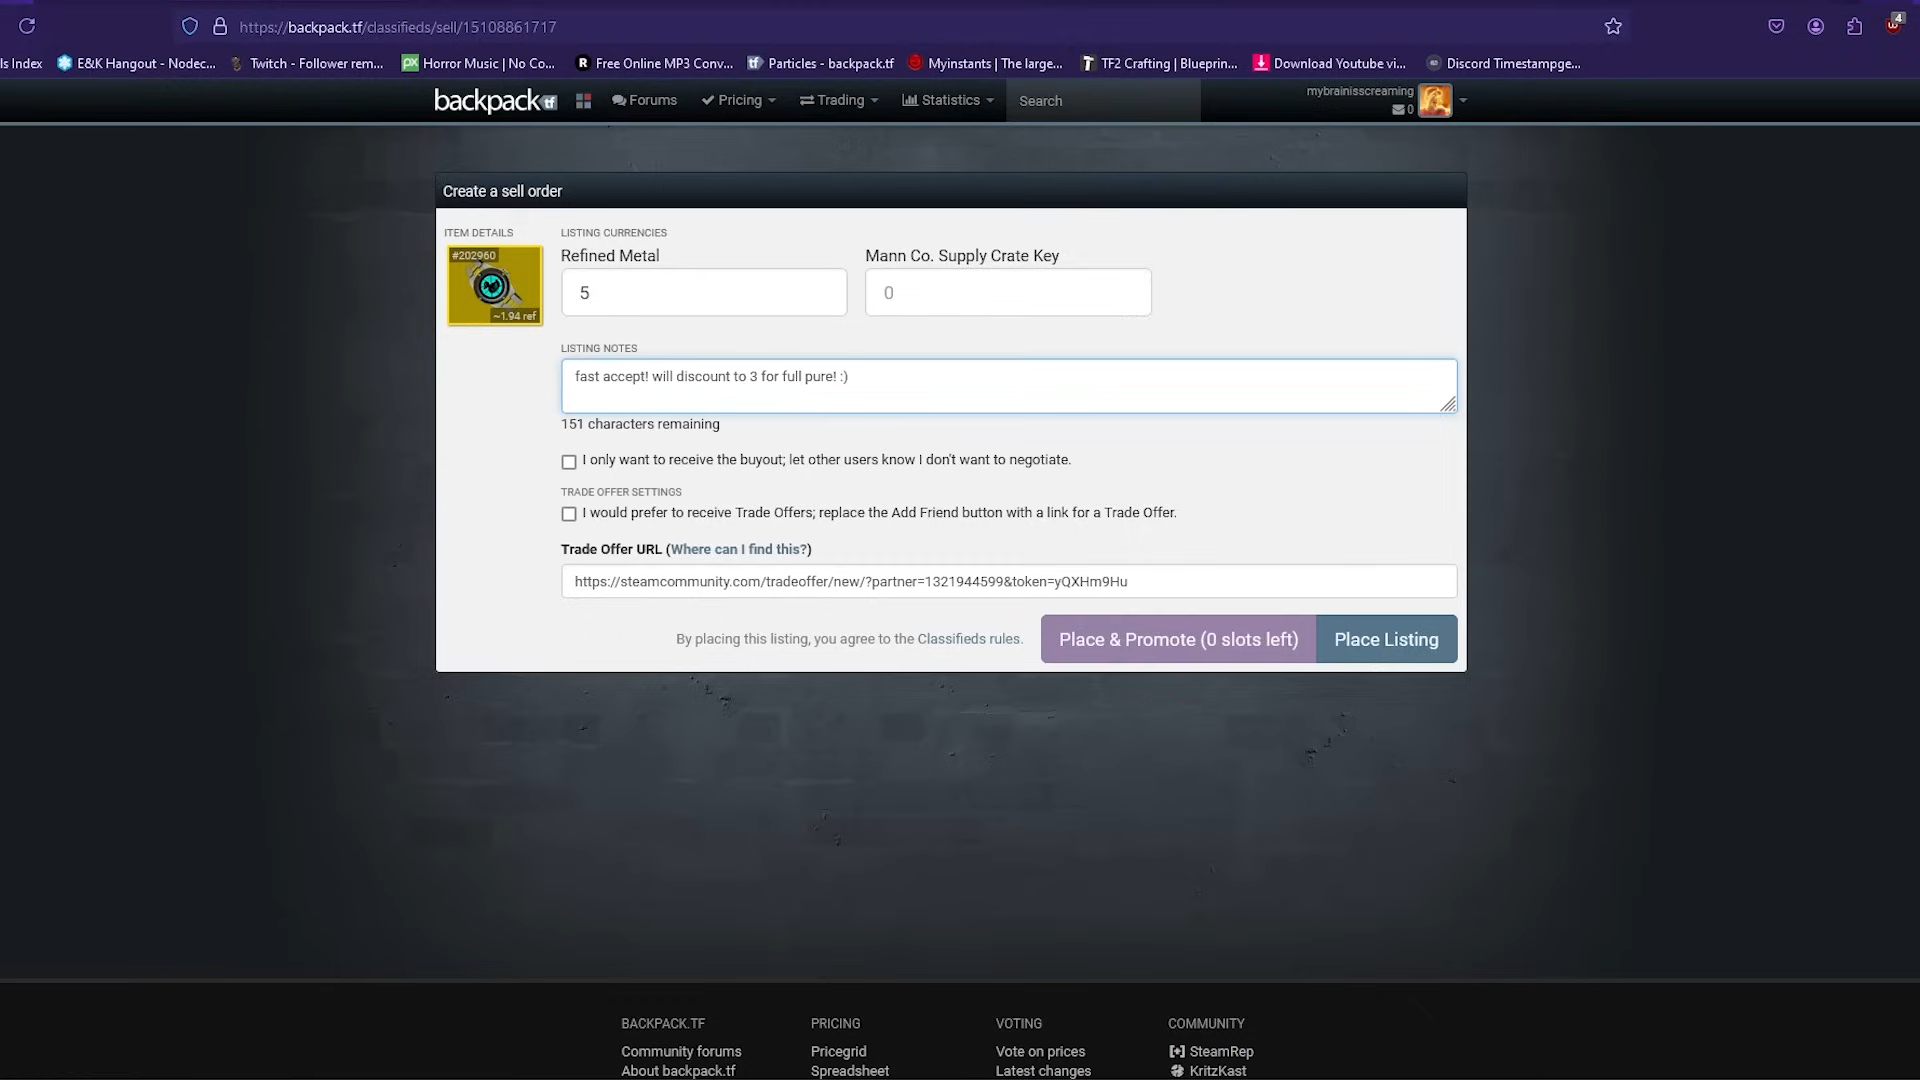 https://backpack.tf/classifieds/sell/15108861717
4
ls Index
E&K Hangout - Nodec...
Twitch - Follower rem...
Horror Music | No Co...
Free Online MP3 Conv...
Particles - backpack.tf
Myinstants | The large...
TF2 Crafting | Blueprin...
Download Youtube vi...
Discord Timestampge...
backpack tf
Forums
Pricing
Trading
Statistics
Search
mybrainisscreaming
0
Create a sell order
ITEM DETAILS
#202960
~1.94 ref
LISTING CURRENCIES
Refined Metal
Mann Co. Supply Crate Key
5
0
LISTING NOTES
fast accept! will discount to 3 for full pure! :)
151 characters remaining
I only want to receive the buyout; let other users know I don't want to negotiate.
TRADE OFFER SETTINGS
I would prefer to receive Trade Offers; replace the Add Friend button with a link for a Trade Offer.
Trade Offer URL (Where can I find this?)
https://steamcommunity.com/tradeoffer/new/?partner=1321944599&token=yQXHm9Hu
By placing this listing, you agree to the Classifieds rules.
Place & Promote (0 slots left)
Place Listing
BACKPACK.TF
Community forums
About backpack.tf
PRICING
Pricegrid
Spreadsheet
VOTING
Vote on prices
Latest changes
COMMUNITY
SteamRep
KritzKast